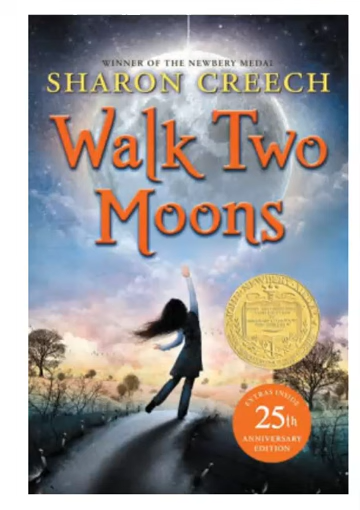 WINNER OF THE NEWBERY MEDAL
SHARON CREECH
Walk Two
Moons
EXTRAS INSIDE
25th
ANNIVERSARY
EDITION